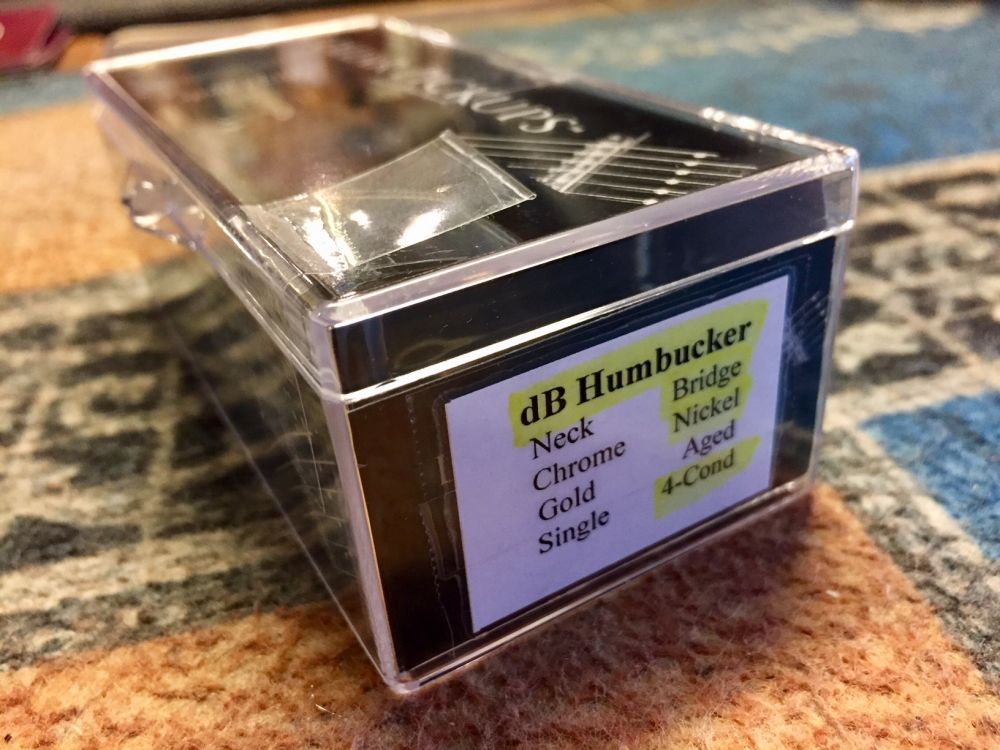 dB Humbucker
Neck Bridge
Chrome Nickel
Gold Aged
Single 4-Cond